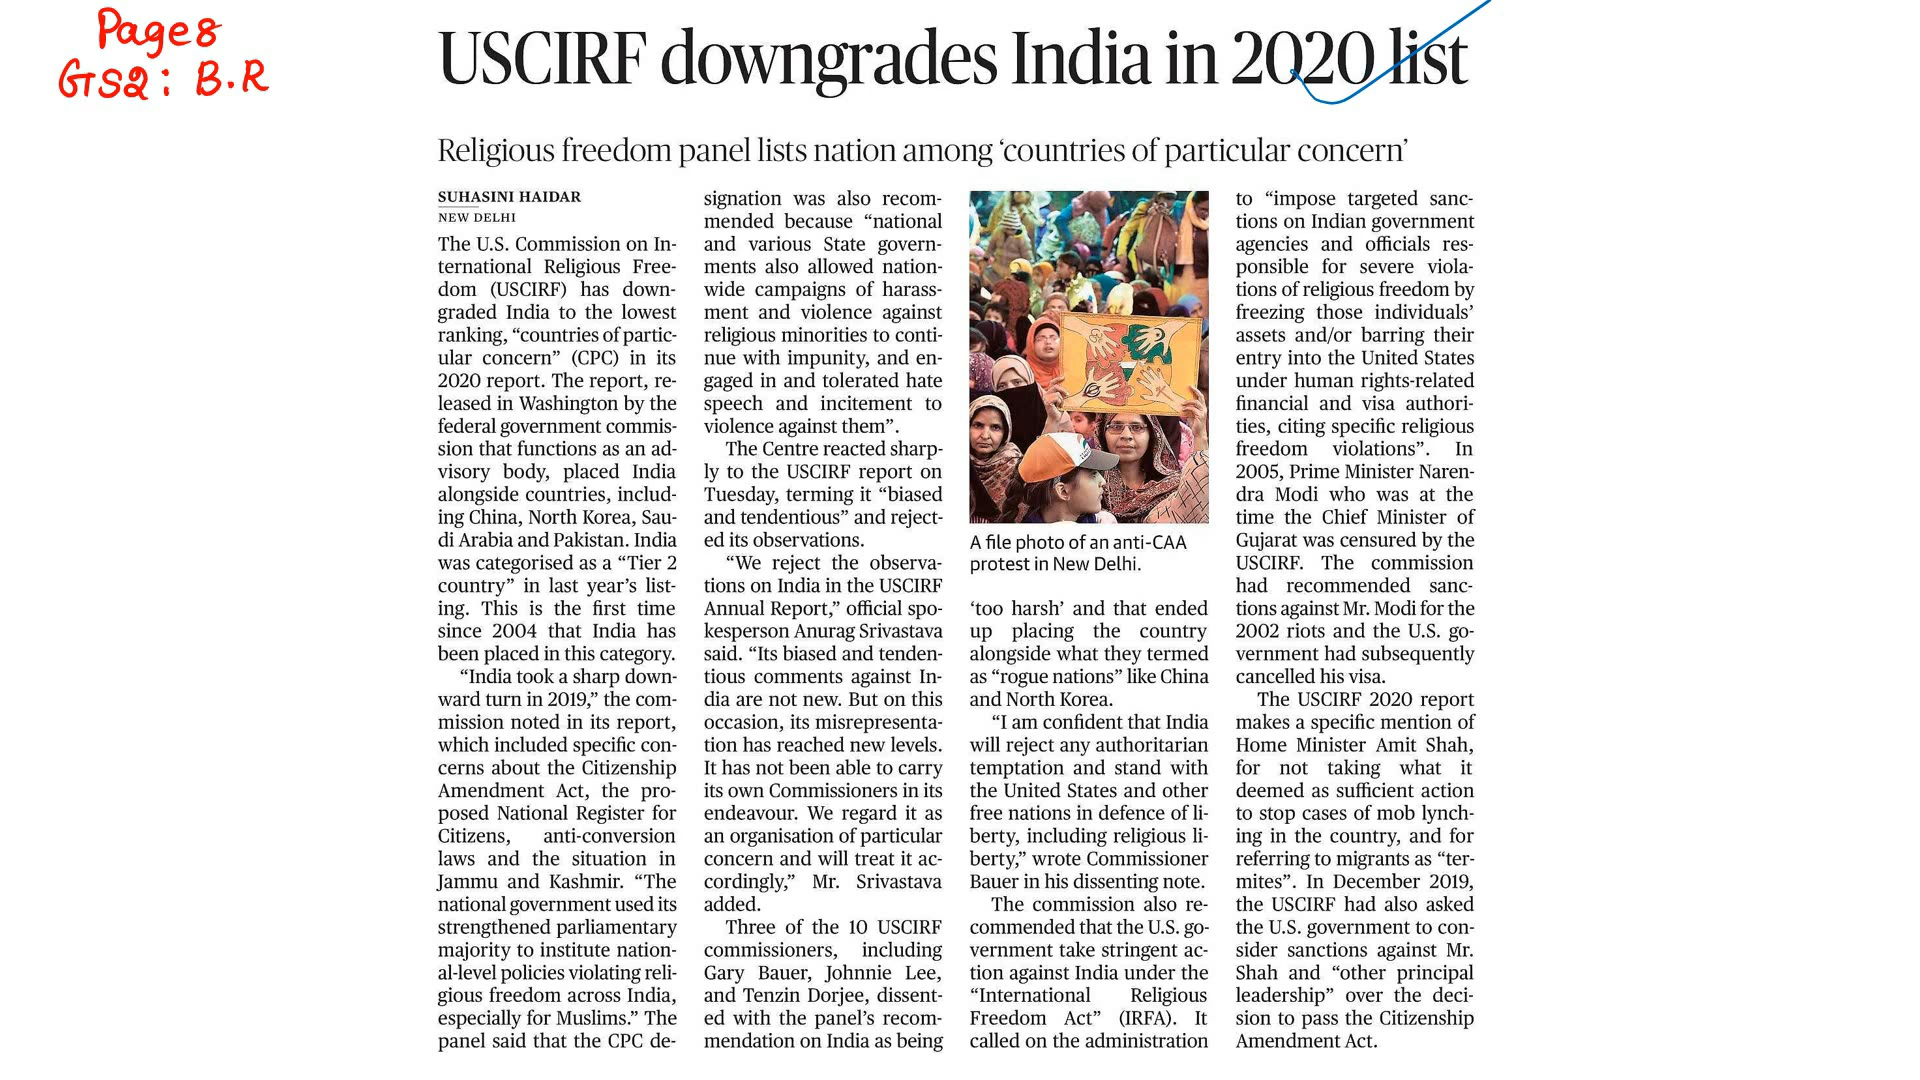 Page 8
GS2: B.R
USCIRF downgrades India in 2020 list
Religious freedom panel lists nation among ‘countries of particular concern’
SUHASINI HAIDAR
NEW DELHI
The U.S. Commission on In-
ternational Religious Free-
dom (USCIRF) has down-
graded India to the lowest
ranking, “countries of partic-
ular concern” (CPC) in its
2020 report. The report, re-
leased in Washington by the
federal government commis-
sion that functions as an ad-
visory body, placed India
alongside countries, includ-
ing China, North Korea, Sau-
di Arabia and Pakistan. India
was categorised as a “Tier 2
country” in last year’s list-
ing. This is the first time
since 2004 that India has
been placed in this category.
“India took a sharp down-
ward turn in 2019,” the com-
mission noted in its report,
which included specific con-
cerns about the Citizenship
Amendment Act, the pro-
posed National Register for
Citizens, anti-conversion
laws and the situation in
Jammu and Kashmir. “The
national government used its
strengthened parliamentary
majority to institute nation-
al-level policies violating reli-
gious freedom across India,
especially for Muslims.” The
panel said that the CPC de-
signation was also recom-
mended because “national
and various State govern-
ments also allowed nation-
wide campaigns of harass-
ment and violence against
religious minorities to conti-
nue with impunity, and en-
gaged in and tolerated hate
speech and incitement to
violence against them”.
The Centre reacted sharp-
ly to the USCIRF report on
Tuesday, terming it “biased
and tendentious” and reject-
ed its observations.
“We reject the observa-
tions on India in the USCIRF
Annual Report,” official spo-
kesperson Anurag Srivastava
said. “Its biased and tenden-
tious comments against In-
dia are not new. But on this
occasion, its misrepresenta-
tion has reached new levels.
It has not been able to carry
its own Commissioners in its
endeavour. We regard it as
an organisation of particular
concern and will treat it ac-
cordingly,” Mr. Srivastava
added.
Three of the 10 USCIRF
commissioners, including
Gary Bauer, Johnnie Lee,
and Tenzin Dorjee, dissent-
ed with the panel’s recom-
mendation on India as being
A file photo of an anti-CAA
protest in New Delhi.
‘too harsh’ and that ended
up placing the country
alongside what they termed
as “rogue nations” like China
and North Korea.
“I am confident that India
will reject any authoritarian
temptation and stand with
the United States and other
free nations in defence of li-
berty, including religious li-
berty,” wrote Commissioner
Bauer in his dissenting note.
The commission also re-
commended that the U.S. go-
vernment take stringent ac-
tion against India under the
“International Religious
Freedom Act” (IRFA). It
called on the administration
to “impose targeted sanc-
tions on Indian government
agencies and officials res-
ponsible for severe viola-
tions of religious freedom by
freezing those individuals’
assets and/or barring their
entry into the United States
under human rights-related
financial and visa authori-
ties, citing specific religious
freedom violations”. In
2005, Prime Minister Naren-
dra Modi who was at the
time the Chief Minister of
Gujarat was censured by the
USCIRF. The commission
had recommended sanc-
tions against Mr. Modi for the
2002 riots and the U.S. go-
vernment had subsequently
cancelled his visa.
The USCIRF 2020 report
makes a specific mention of
Home Minister Amit Shah,
for not taking what it
deemed as sufficient action
to stop cases of mob lynch-
ing in the country, and for
referring to migrants as “ter-
mites”. In December 2019,
the USCIRF had also asked
the U.S. government to con-
sider sanctions against Mr.
Shah and “other principal
leadership” over the deci-
sion to pass the Citizenship
Amendment Act.